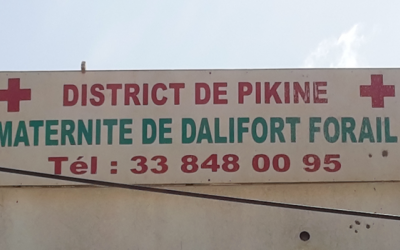 DISTRICT DE PIKINE
MATERNITE DE DALIFORT FORAIL
Tél : 33 848 00 95